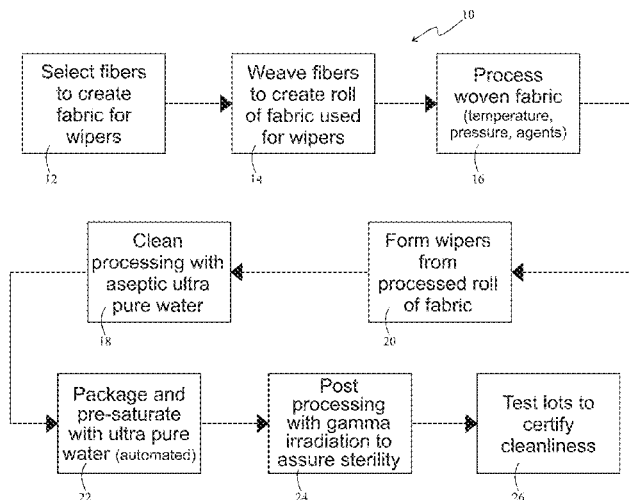 10
Select fibers
to create
fabric for
wipers
12
Weave fibers
to create roll
of fabric used
for wipers
14
Process
woven fabric
(temperature,
pressure, agents)
16
Clean
processing with
aseptic ultra
pure water
18
Form wipers
from
processed roll
of fabric
20
Package and
pre-saturate
with ultra pure
water (automated)
22
Post
processing
with gamma
irradiation to
assure sterility
24
Test lots to
certify
cleanliness
26